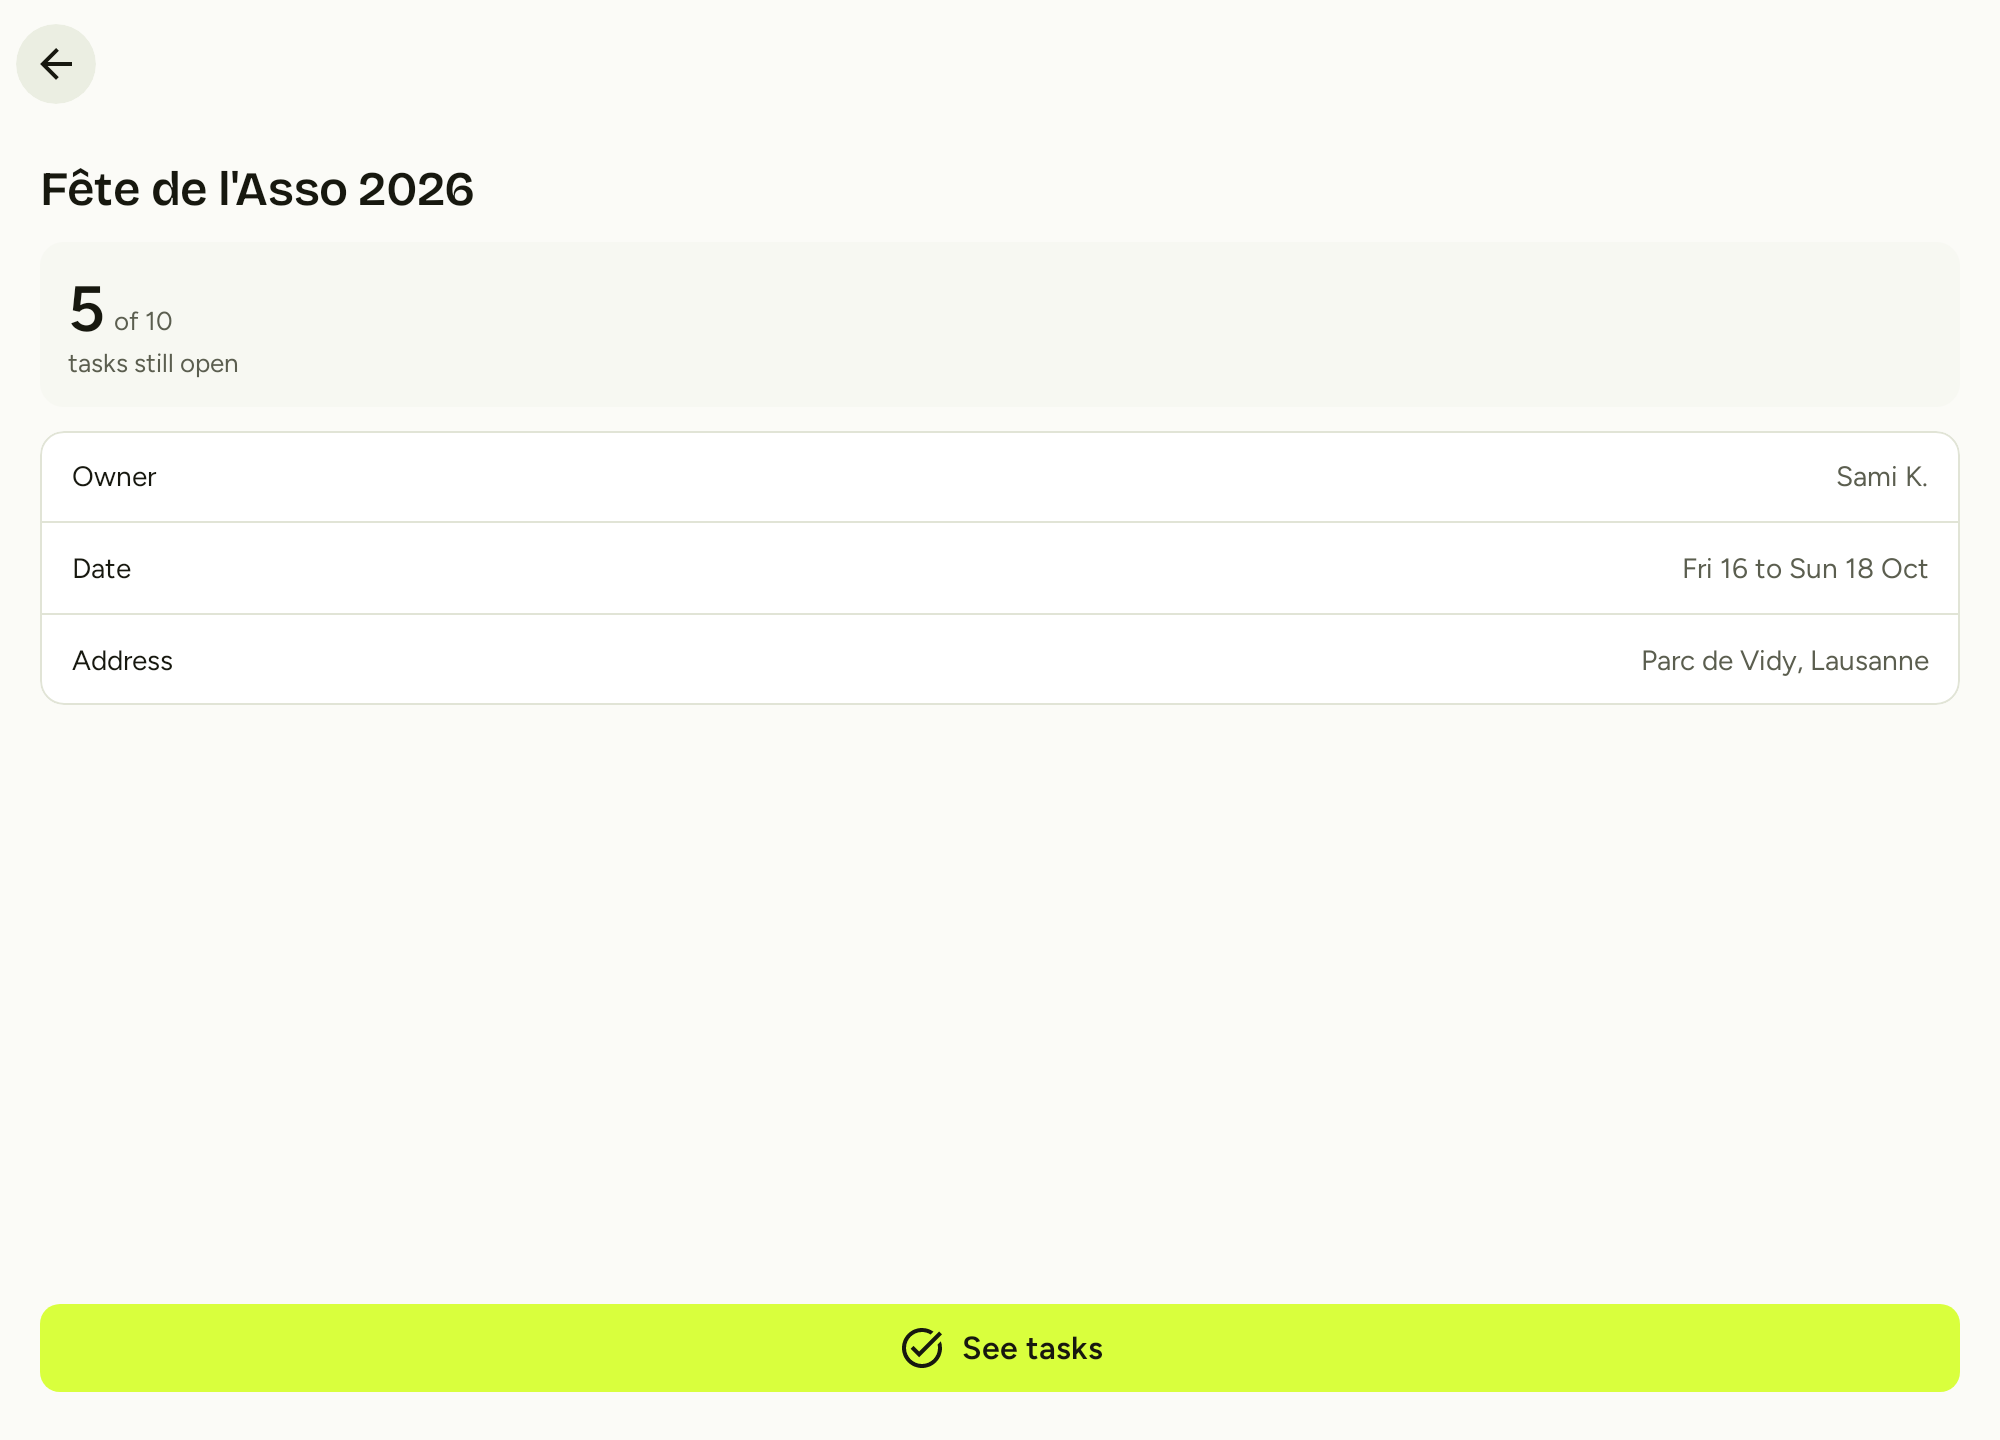 Fête de l'Asso 2026
5 of 10
tasks still open
Owner Sami K.
Date Fri 16 to Sun 18 Oct
Address Parc de Vidy, Lausanne
See tasks